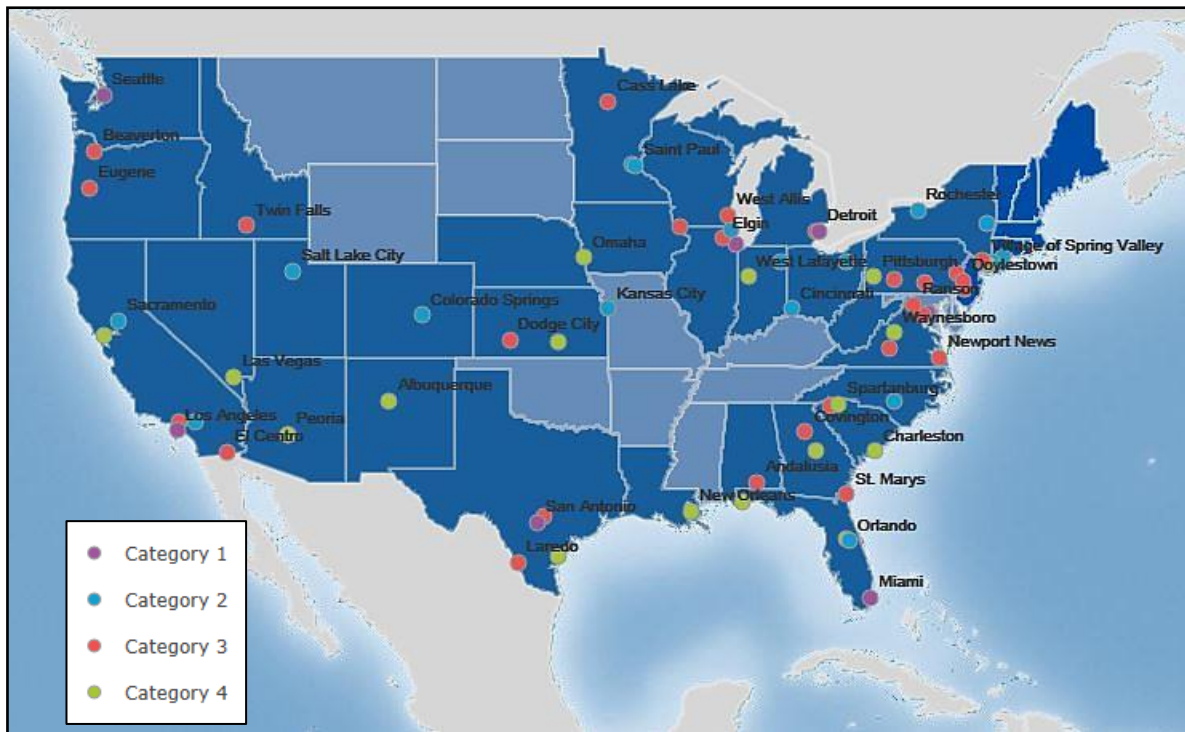 Seattle
Cass Lake
Beaverton
Saint Paul
Eugene
Rochester
West Allis
Twin Falls
Elgin
Detroit
Omaha
Village of Spring Valley
Salt Lake City
West Lafayette
Pittsburgh
Doylestown
Ranson
Colorado Springs
Kansas City
Cincinnati
Sacramento
Dodge City
Waynesboro
Newport News
Las Vegas
Albuquerque
Spartanburg
Los Angeles
Peoria
Covington
El Centro
Charleston
Andalusia
St. Marys
New Orleans
San Antonio
Orlando
Laredo
Miami
Category 1
Category 2
Category 3
Category 4